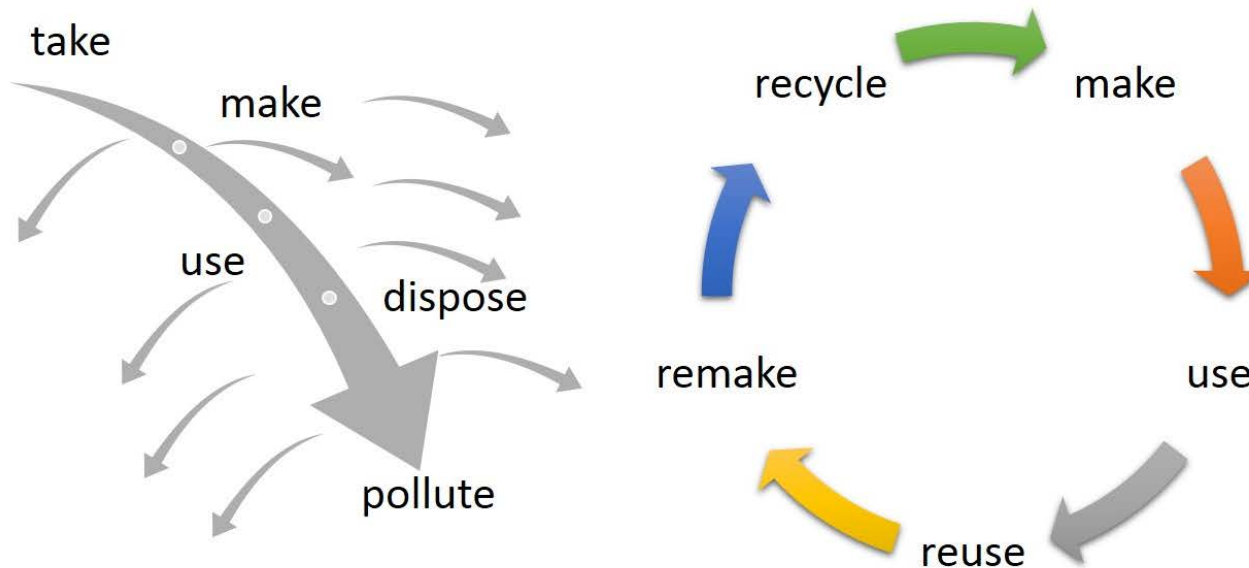 take
make
use
dispose
pollute
recycle
make
use
reuse
remake